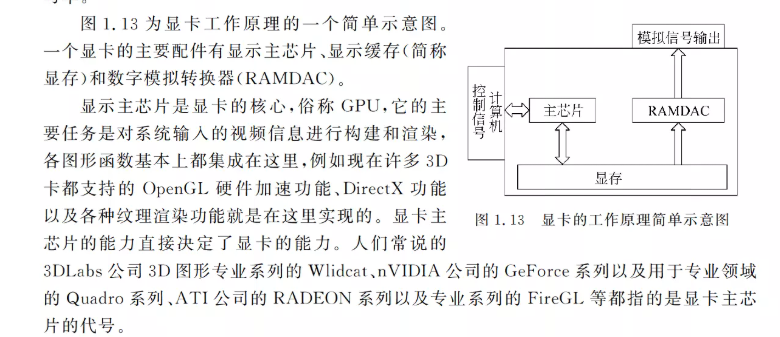 图1.13为显卡工作原理的一个简单示意图。
一个显卡的主要配件有显示主芯片、显示缓存(简称
显存)和数字模拟转换器(RAMDAC)。
显示主芯片是显卡的核心,俗称 GPU,它的主
要任务是对系统输入的视频信息进行构建和渲染,
各图形函数基本上都集成在这里,例如现在许多 3D
卡都支持的 OpenGL 硬件加速功能、DirectX 功能
以及各种纹理渲染功能就是在这里实现的。显卡主
芯片的能力直接决定了显卡的能力。人们常说的
3DLabs 公司 3D 图形专业系列的 Wlidcat、nVIDIA 公司的 GeForce 系列以及用于专业领域
的 Quadro 系列、ATI 公司的 RADEON 系列以及专业系列的 FireGL 等都指的是显卡主芯
片的代号。
模拟信号输出
计算机
控制信号
主芯片
RAMDAC
显存
图 1.13 显卡的工作原理简单示意图